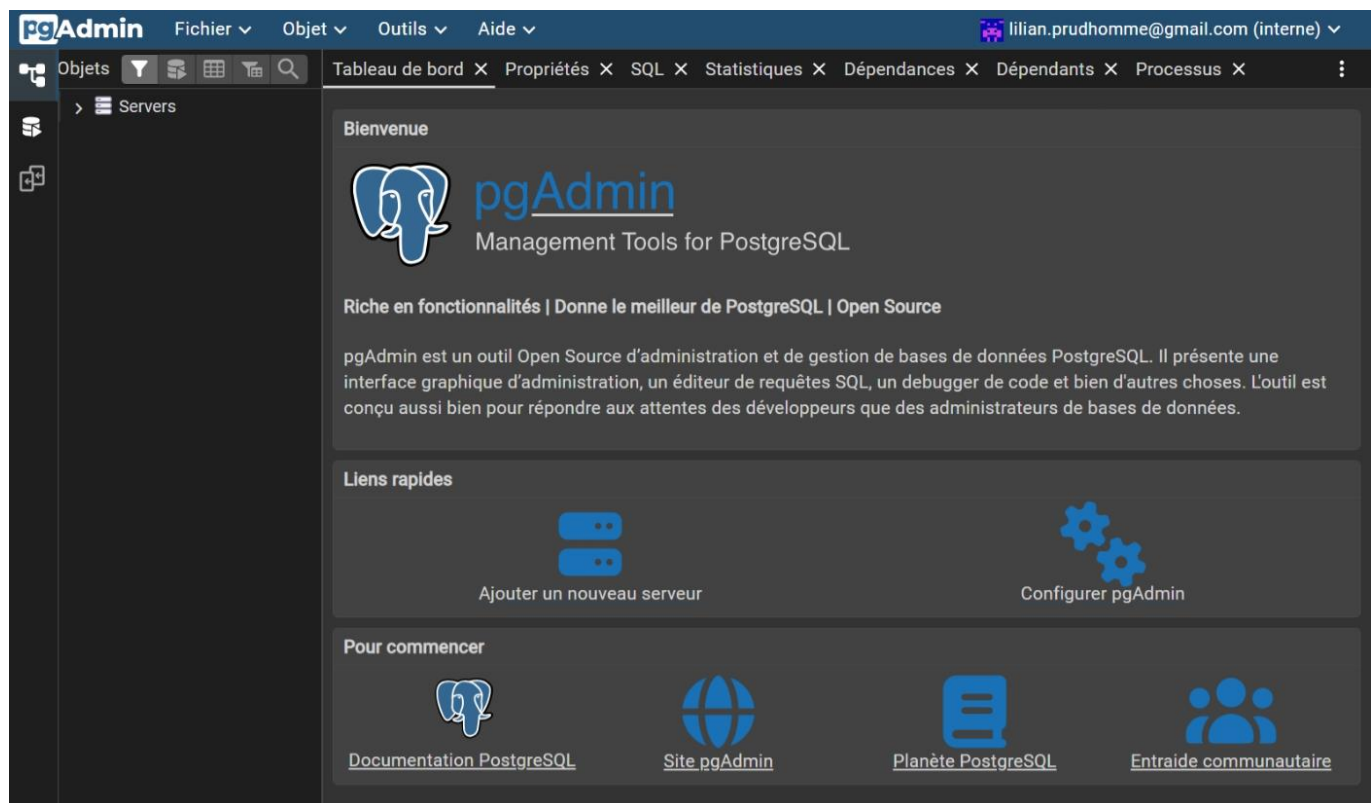 pgAdmin Fichier Objet Outils Aide lilian.prudhomme@gmail.com (interne)
Objets Tableau de bord Propriétés SQL Statistiques Dépendances Dépendants Processus
Servers
Bienvenue
pgAdmin
Management Tools for PostgreSQL
Riche en fonctionnalités | Donne le meilleur de PostgreSQL | Open Source
pgAdmin est un outil Open Source d’administration et de gestion de bases de données PostgreSQL. Il présente une
interface graphique d’administration, un éditeur de requêtes SQL, un debugger de code et bien d'autres choses. L'outil est
conçu aussi bien pour répondre aux attentes des développeurs que des administrateurs de bases de données.
Liens rapides
Ajouter un nouveau serveur Configurer pgAdmin
Pour commencer
Documentation PostgreSQL Site pgAdmin Planète PostgreSQL Entraide communautaire